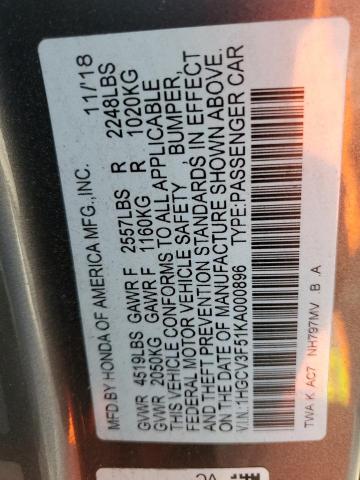 MFD BY HONDA OF AMERICA MFG.,INC. 11/18
GVWR 4519LBS GAWR F 2557LBS R 2248LBS
GVWR 2050KG GAWR F 1160KG R 1020KG
THIS VEHICLE CONFORMS TO ALL APPLICABLE
FEDERAL MOTOR VEHICLE SAFETY, BUMPER,
AND THEFT PREVENTION STANDARDS IN EFFECT
ON THE DATE OF MANUFACTURE SHOWN ABOVE.
V.I.N.:1HGCV3F51KA000896 TYPE:PASSENGER CAR
TWA K AC7 NH797MV B .A